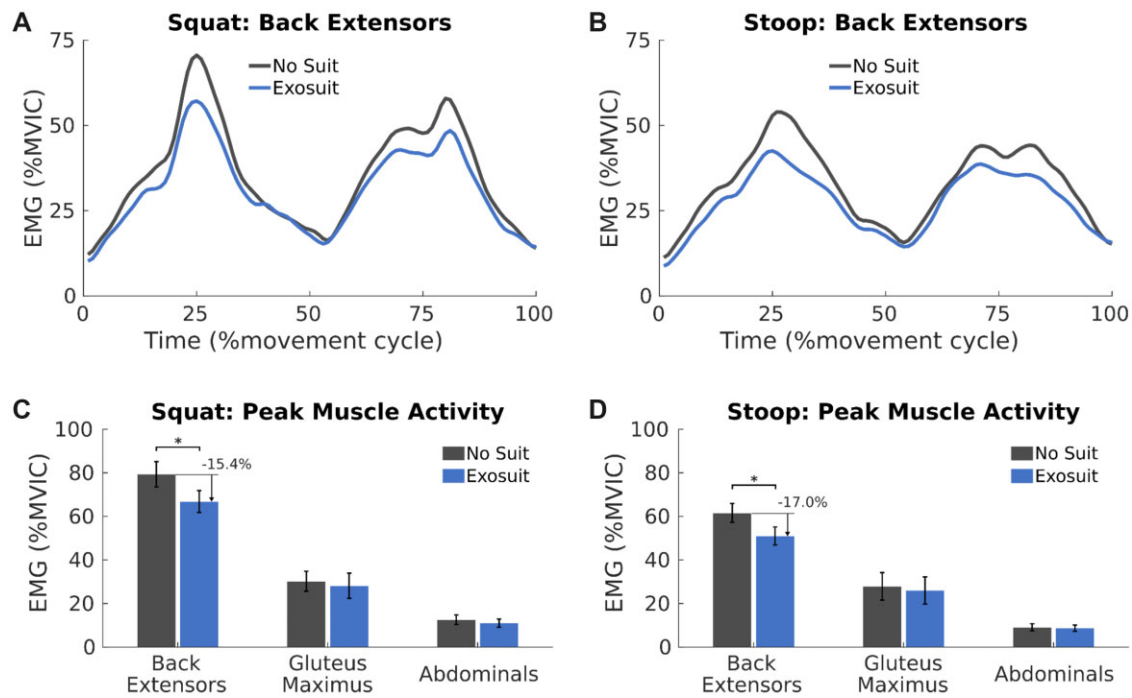 A
Squat: Back Extensors
75
50
25
0
EMG (%MVIC)
No Suit
Exosuit
0 25 50 75 100
Time (%movement cycle)
B
Stoop: Back Extensors
75
50
25
0
EMG (%MVIC)
No Suit
Exosuit
0 25 50 75 100
Time (%movement cycle)
C
Squat: Peak Muscle Activity
100
80
60
40
20
0
EMG (%MVIC)
*
-15.4%
No Suit
Exosuit
Back
Extensors
Gluteus
Maximus
Abdominals
D
Stoop: Peak Muscle Activity
100
80
60
40
20
0
EMG (%MVIC)
*
-17.0%
No Suit
Exosuit
Back
Extensors
Gluteus
Maximus
Abdominals